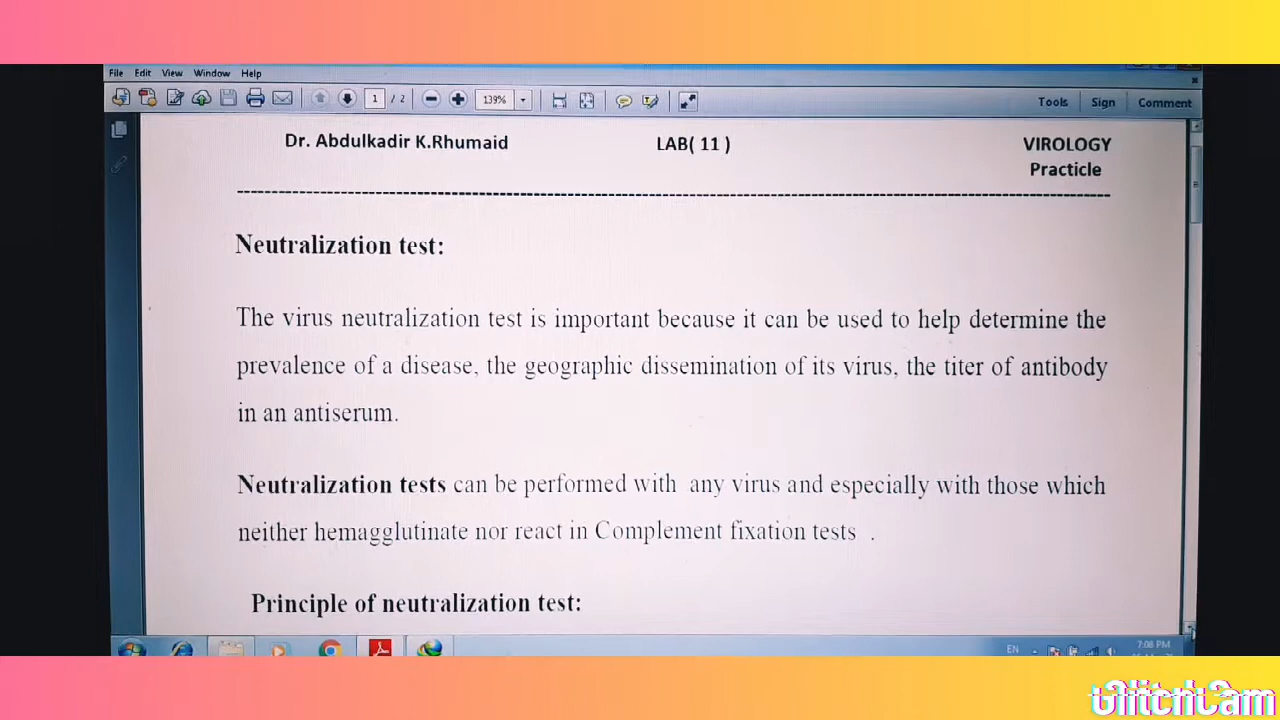 File Edit View Window Help
1 / 2 139% Tools Sign Comment
Dr. Abdulkadir K.Rhumaid LAB( 11 ) VIROLOGY
Practicle
--------------------------------------------------------------------------------
Neutralization test:
The virus neutralization test is important because it can be used to help determine the
prevalence of a disease, the geographic dissemination of its virus, the titer of antibody
in an antiserum.
Neutralization tests can be performed with any virus and especially with those which
neither hemagglutinate nor react in Complement fixation tests .
Principle of neutralization test:
EN 7:08 PM
GlitchCam